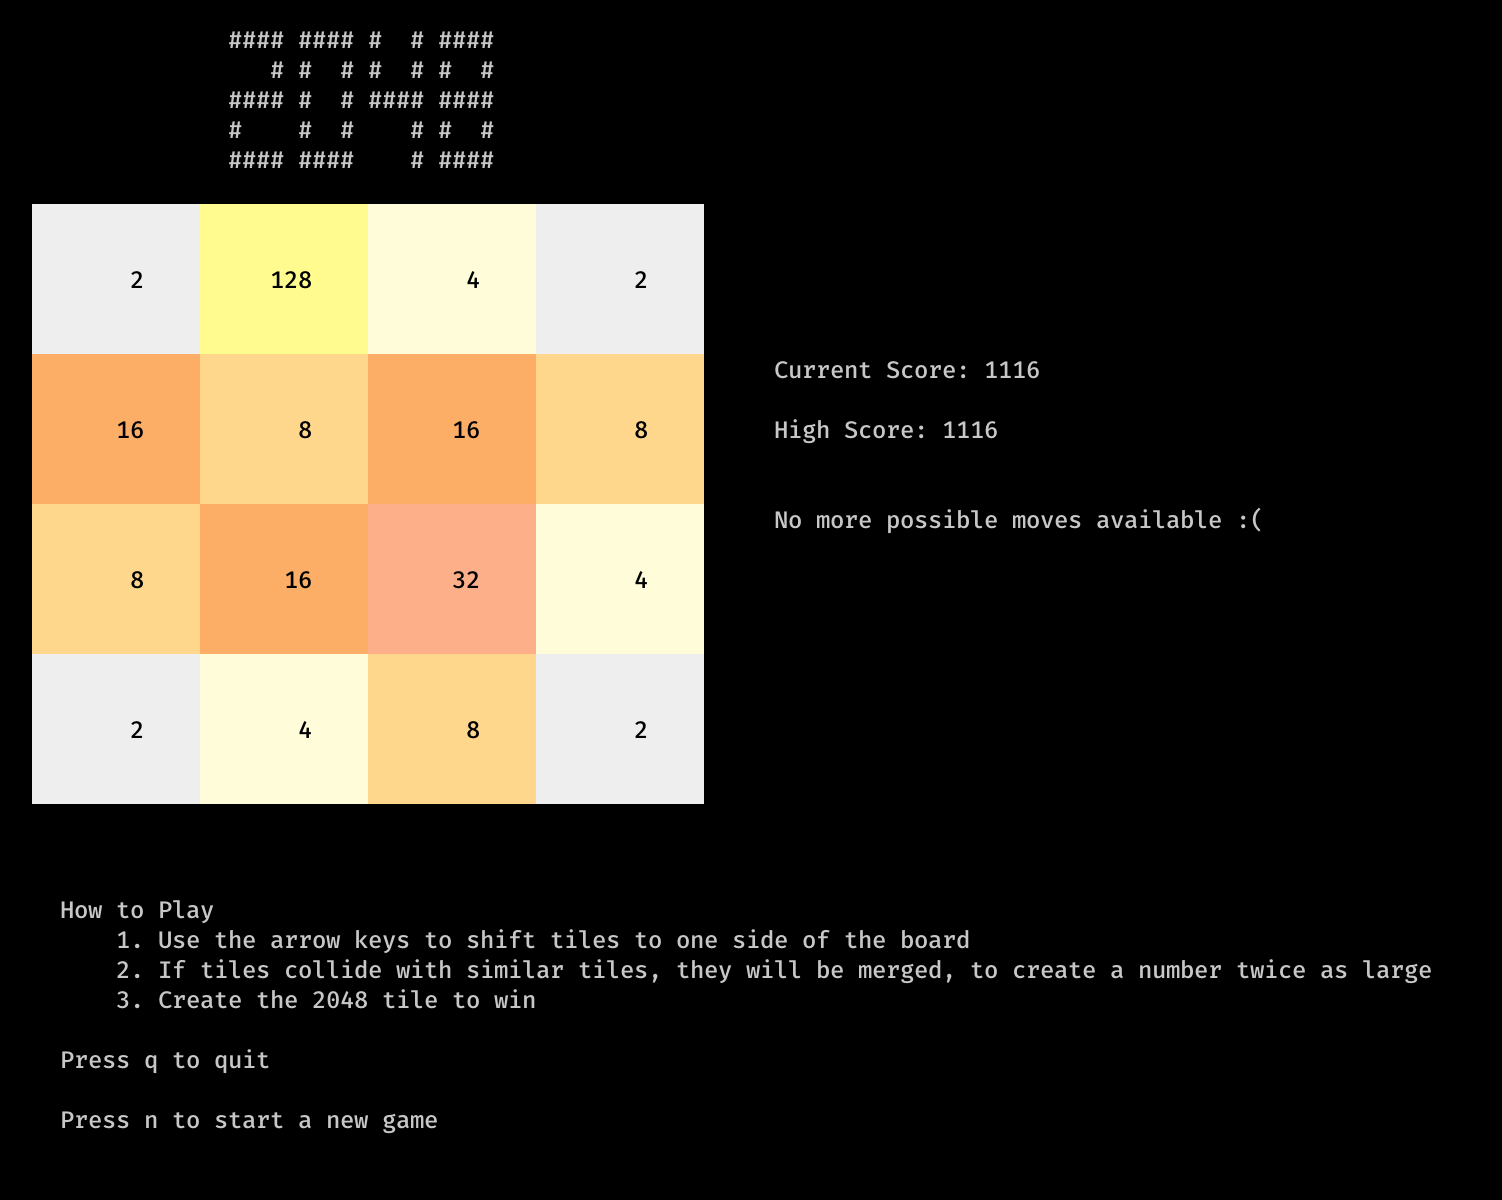 #### #### #  # ####
   # #  # #  # #  #
#### #  # #### ####
#    #  #    # #  #
#### ####    # ####
2 128 4 2
16 8 16 8
8 16 32 4
2 4 8 2
Current Score: 1116
High Score: 1116
No more possible moves available :(
How to Play
1. Use the arrow keys to shift tiles to one side of the board
2. If tiles collide with similar tiles, they will be merged, to create a number twice as large
3. Create the 2048 tile to win
Press q to quit
Press n to start a new game